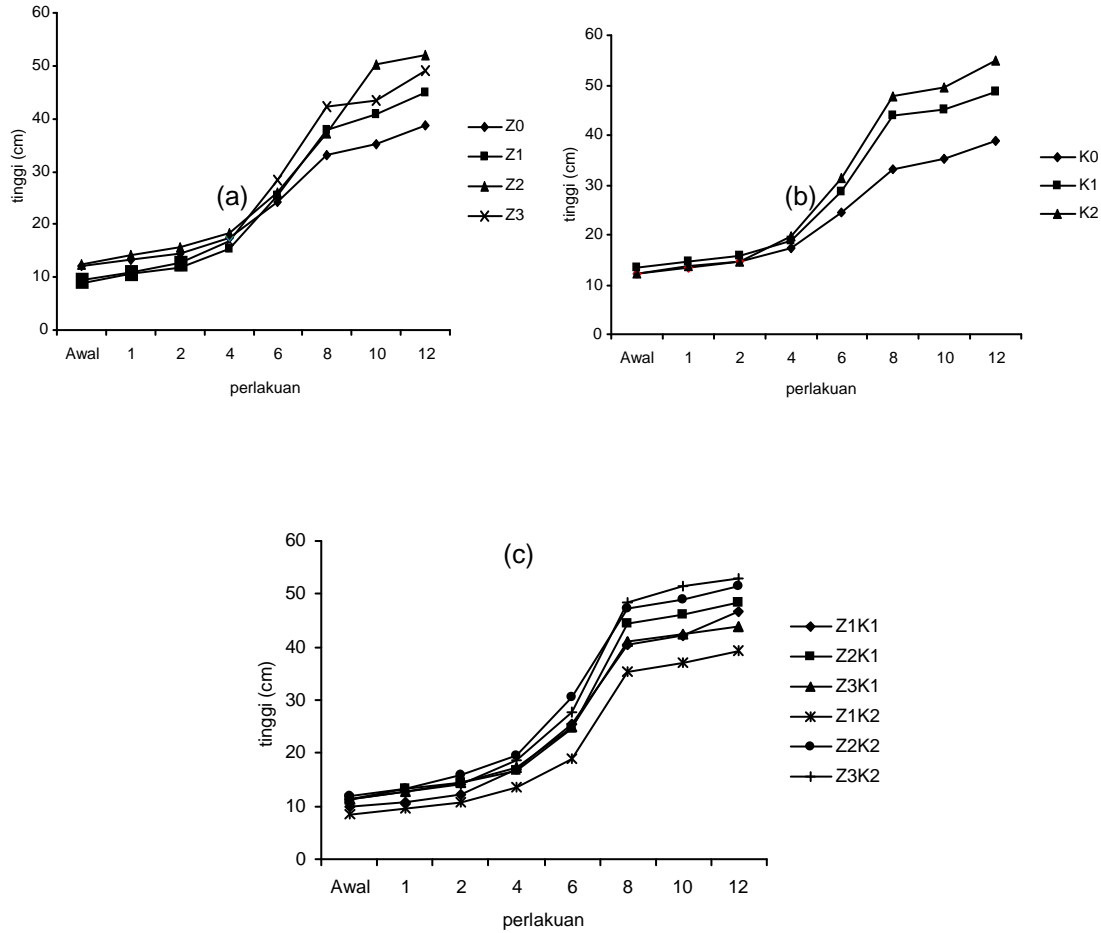 60
50
40
30
20
10
0
tinggi (cm)
(a)
Awal 1 2 4 6 8 10 12
perlakuan
Z0
Z1
Z2
Z3
60
50
40
30
20
10
0
tinggi (cm)
(b)
Awal 1 2 4 6 8 10 12
perlakuan
K0
K1
K2
60
50
40
30
20
10
0
tinggi (cm)
(c)
Awal 1 2 4 6 8 10 12
perlakuan
Z1K1
Z2K1
Z3K1
Z1K2
Z2K2
Z3K2